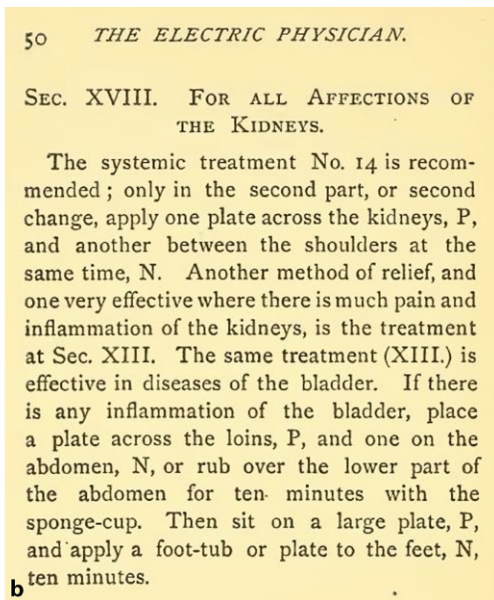 50 THE ELECTRIC PHYSICIAN.
SEC. XVIII. FOR ALL AFFECTIONS OF
THE KIDNEYS.
The systemic treatment No. 14 is recom-
mended; only in the second part, or second
change, apply one plate across the kidneys, P,
and another between the shoulders at the
same time, N. Another method of relief, and
one very effective where there is much pain and
inflammation of the kidneys, is the treatment
at Sec. XIII. The same treatment (XIII.) is
effective in diseases of the bladder. If there
is any inflammation of the bladder, place
a plate across the loins, P, and one on the
abdomen, N, or rub over the lower part of
the abdomen for ten minutes with the
sponge-cup. Then sit on a large plate, P,
and apply a foot-tub or plate to the feet, N,
ten minutes.
b